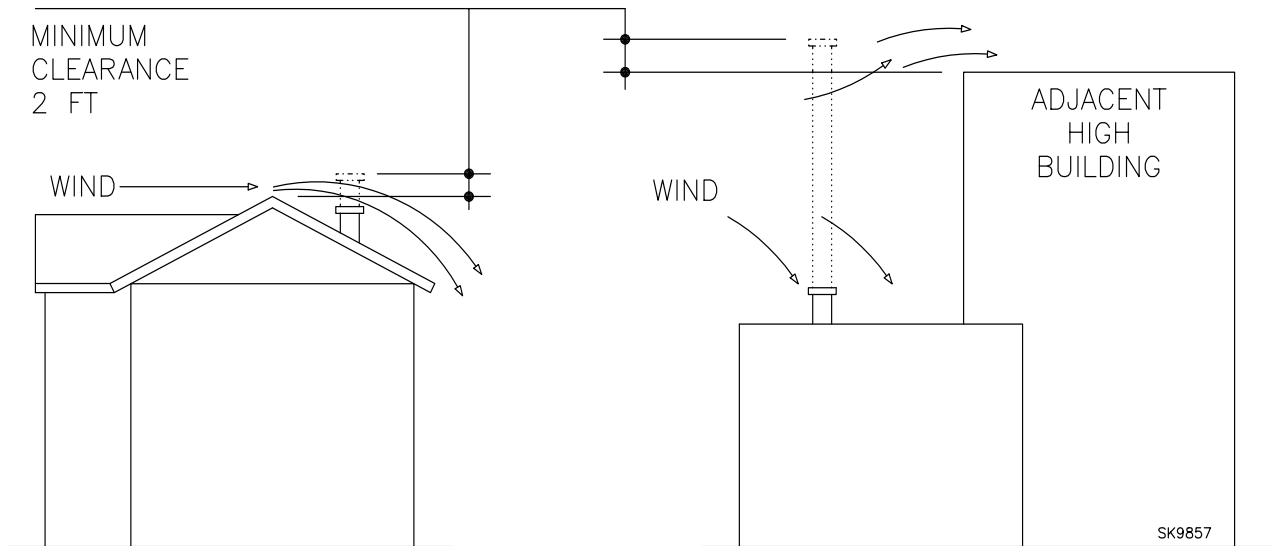 MINIMUM
CLEARANCE
2 FT
WIND
WIND
ADJACENT
HIGH
BUILDING
SK9857